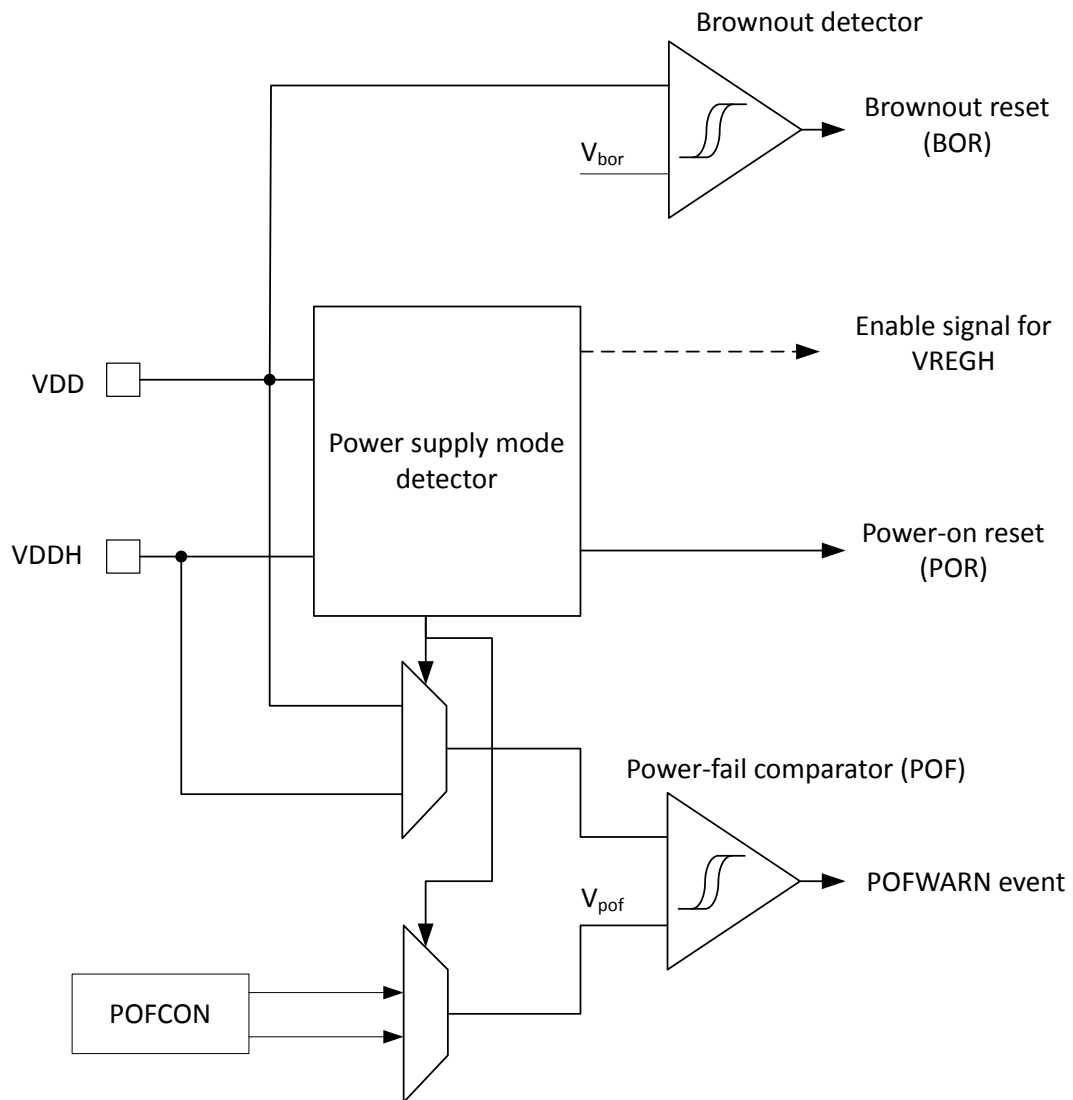 Brownout detector
Brownout reset
(BOR)
Vbor
Enable signal for
VREGH
VDD
Power supply mode
detector
VDDH
Power-on reset
(POR)
Power-fail comparator (POF)
POFWARN event
Vpof
POFCON